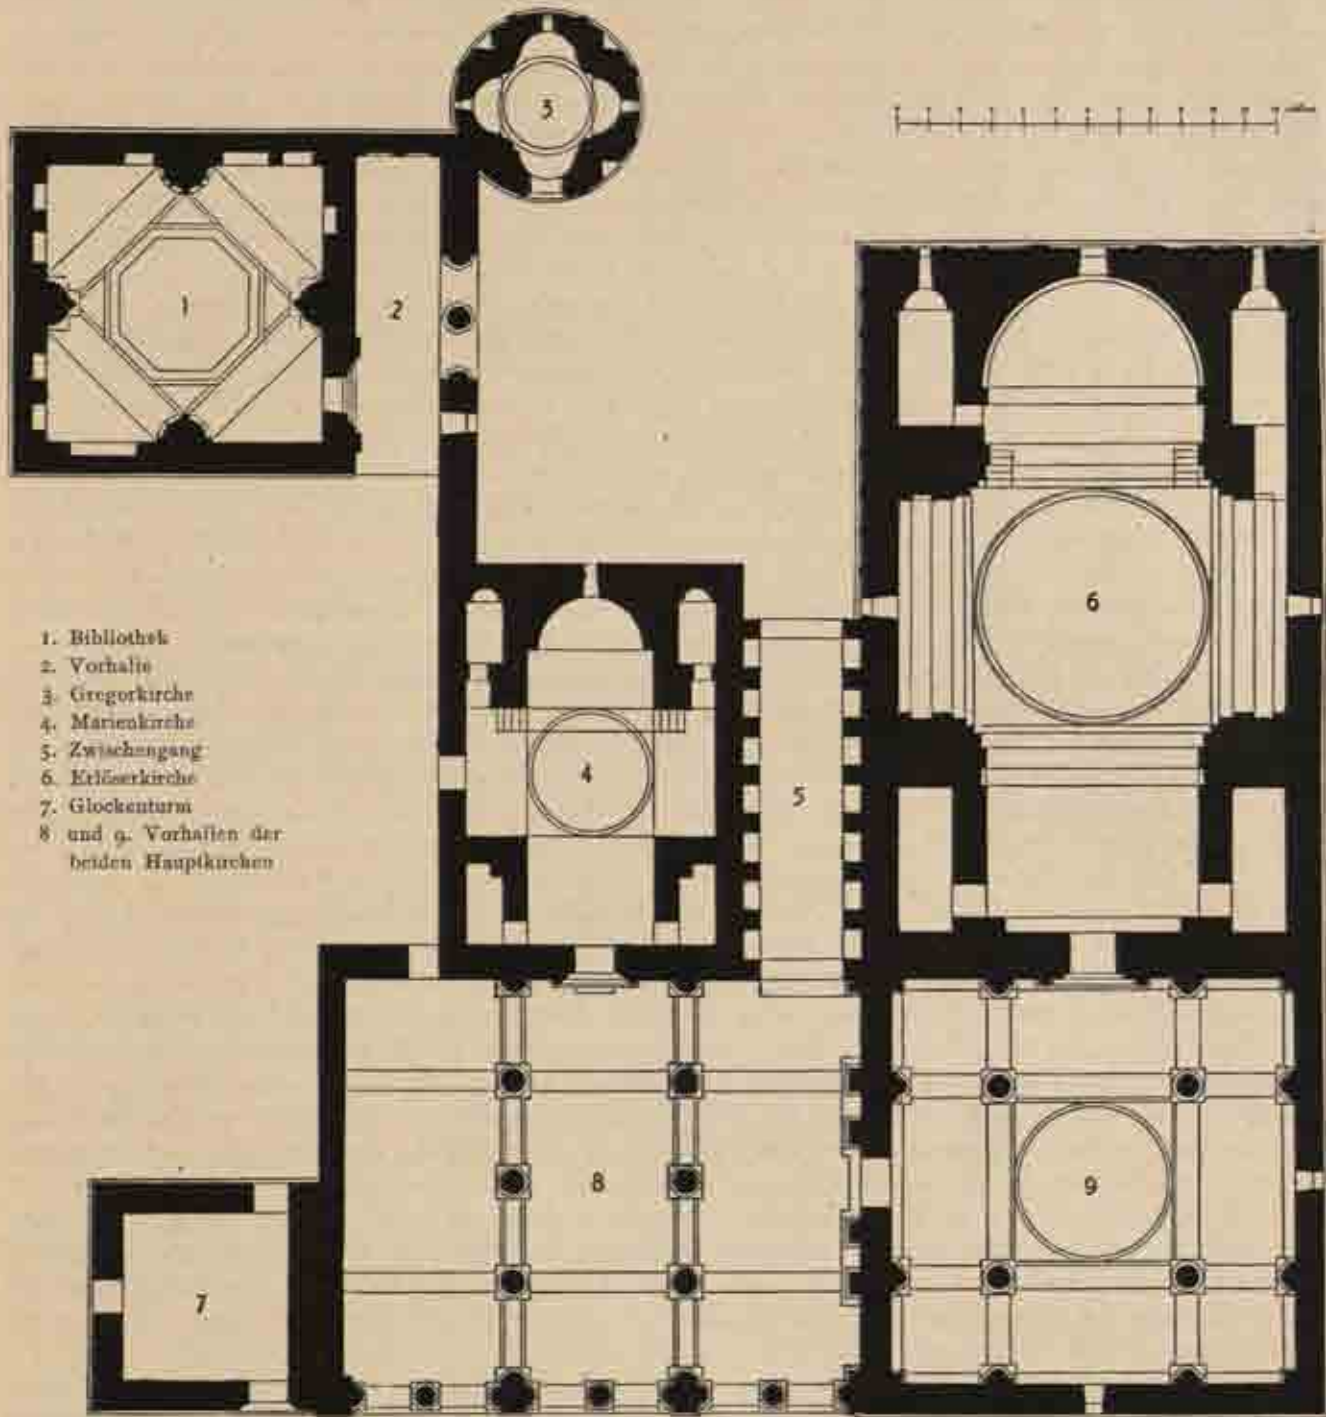 3
1
2
6
4
5
8
9
7
1. Bibliothek
2. Vorhalle
3. Gregorkirche
4. Marienkirche
5. Zwischengang
6. Erlöserkirche
7. Glockenturm
8 und 9. Vorhallen der
beiden Hauptkirchen